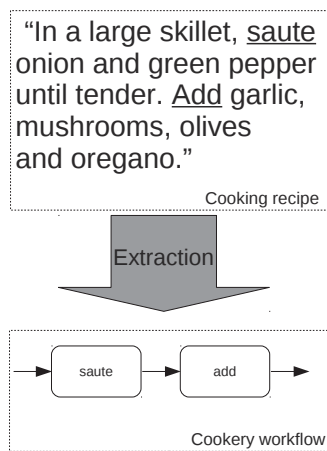 “In a large skillet, saute
onion and green pepper
until tender. Add garlic,
mushrooms, olives
and oregano.”
Cooking recipe
Extraction
saute
add
Cookery workflow